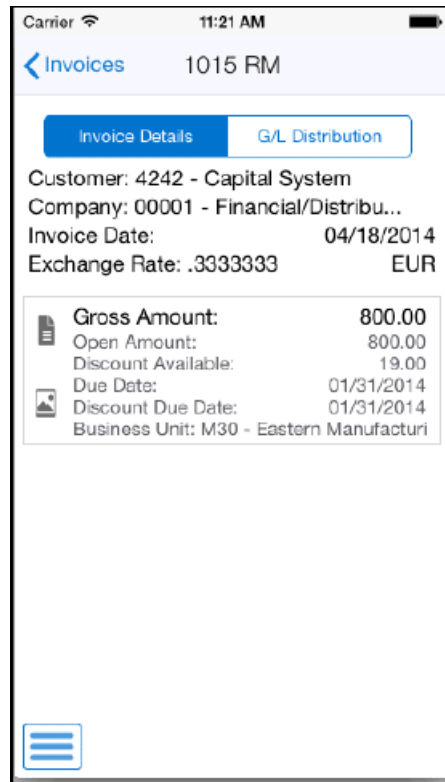 Carrier 11:21 AM
Invoices 1015 RM
Invoice Details G/L Distribution
Customer: 4242 - Capital System
Company: 00001 - Financial/Distribu...
Invoice Date: 04/18/2014
Exchange Rate: .3333333 EUR
Gross Amount: 800.00
Open Amount: 800.00
Discount Available: 19.00
Due Date: 01/31/2014
Discount Due Date: 01/31/2014
Business Unit: M30 - Eastern Manufacturi